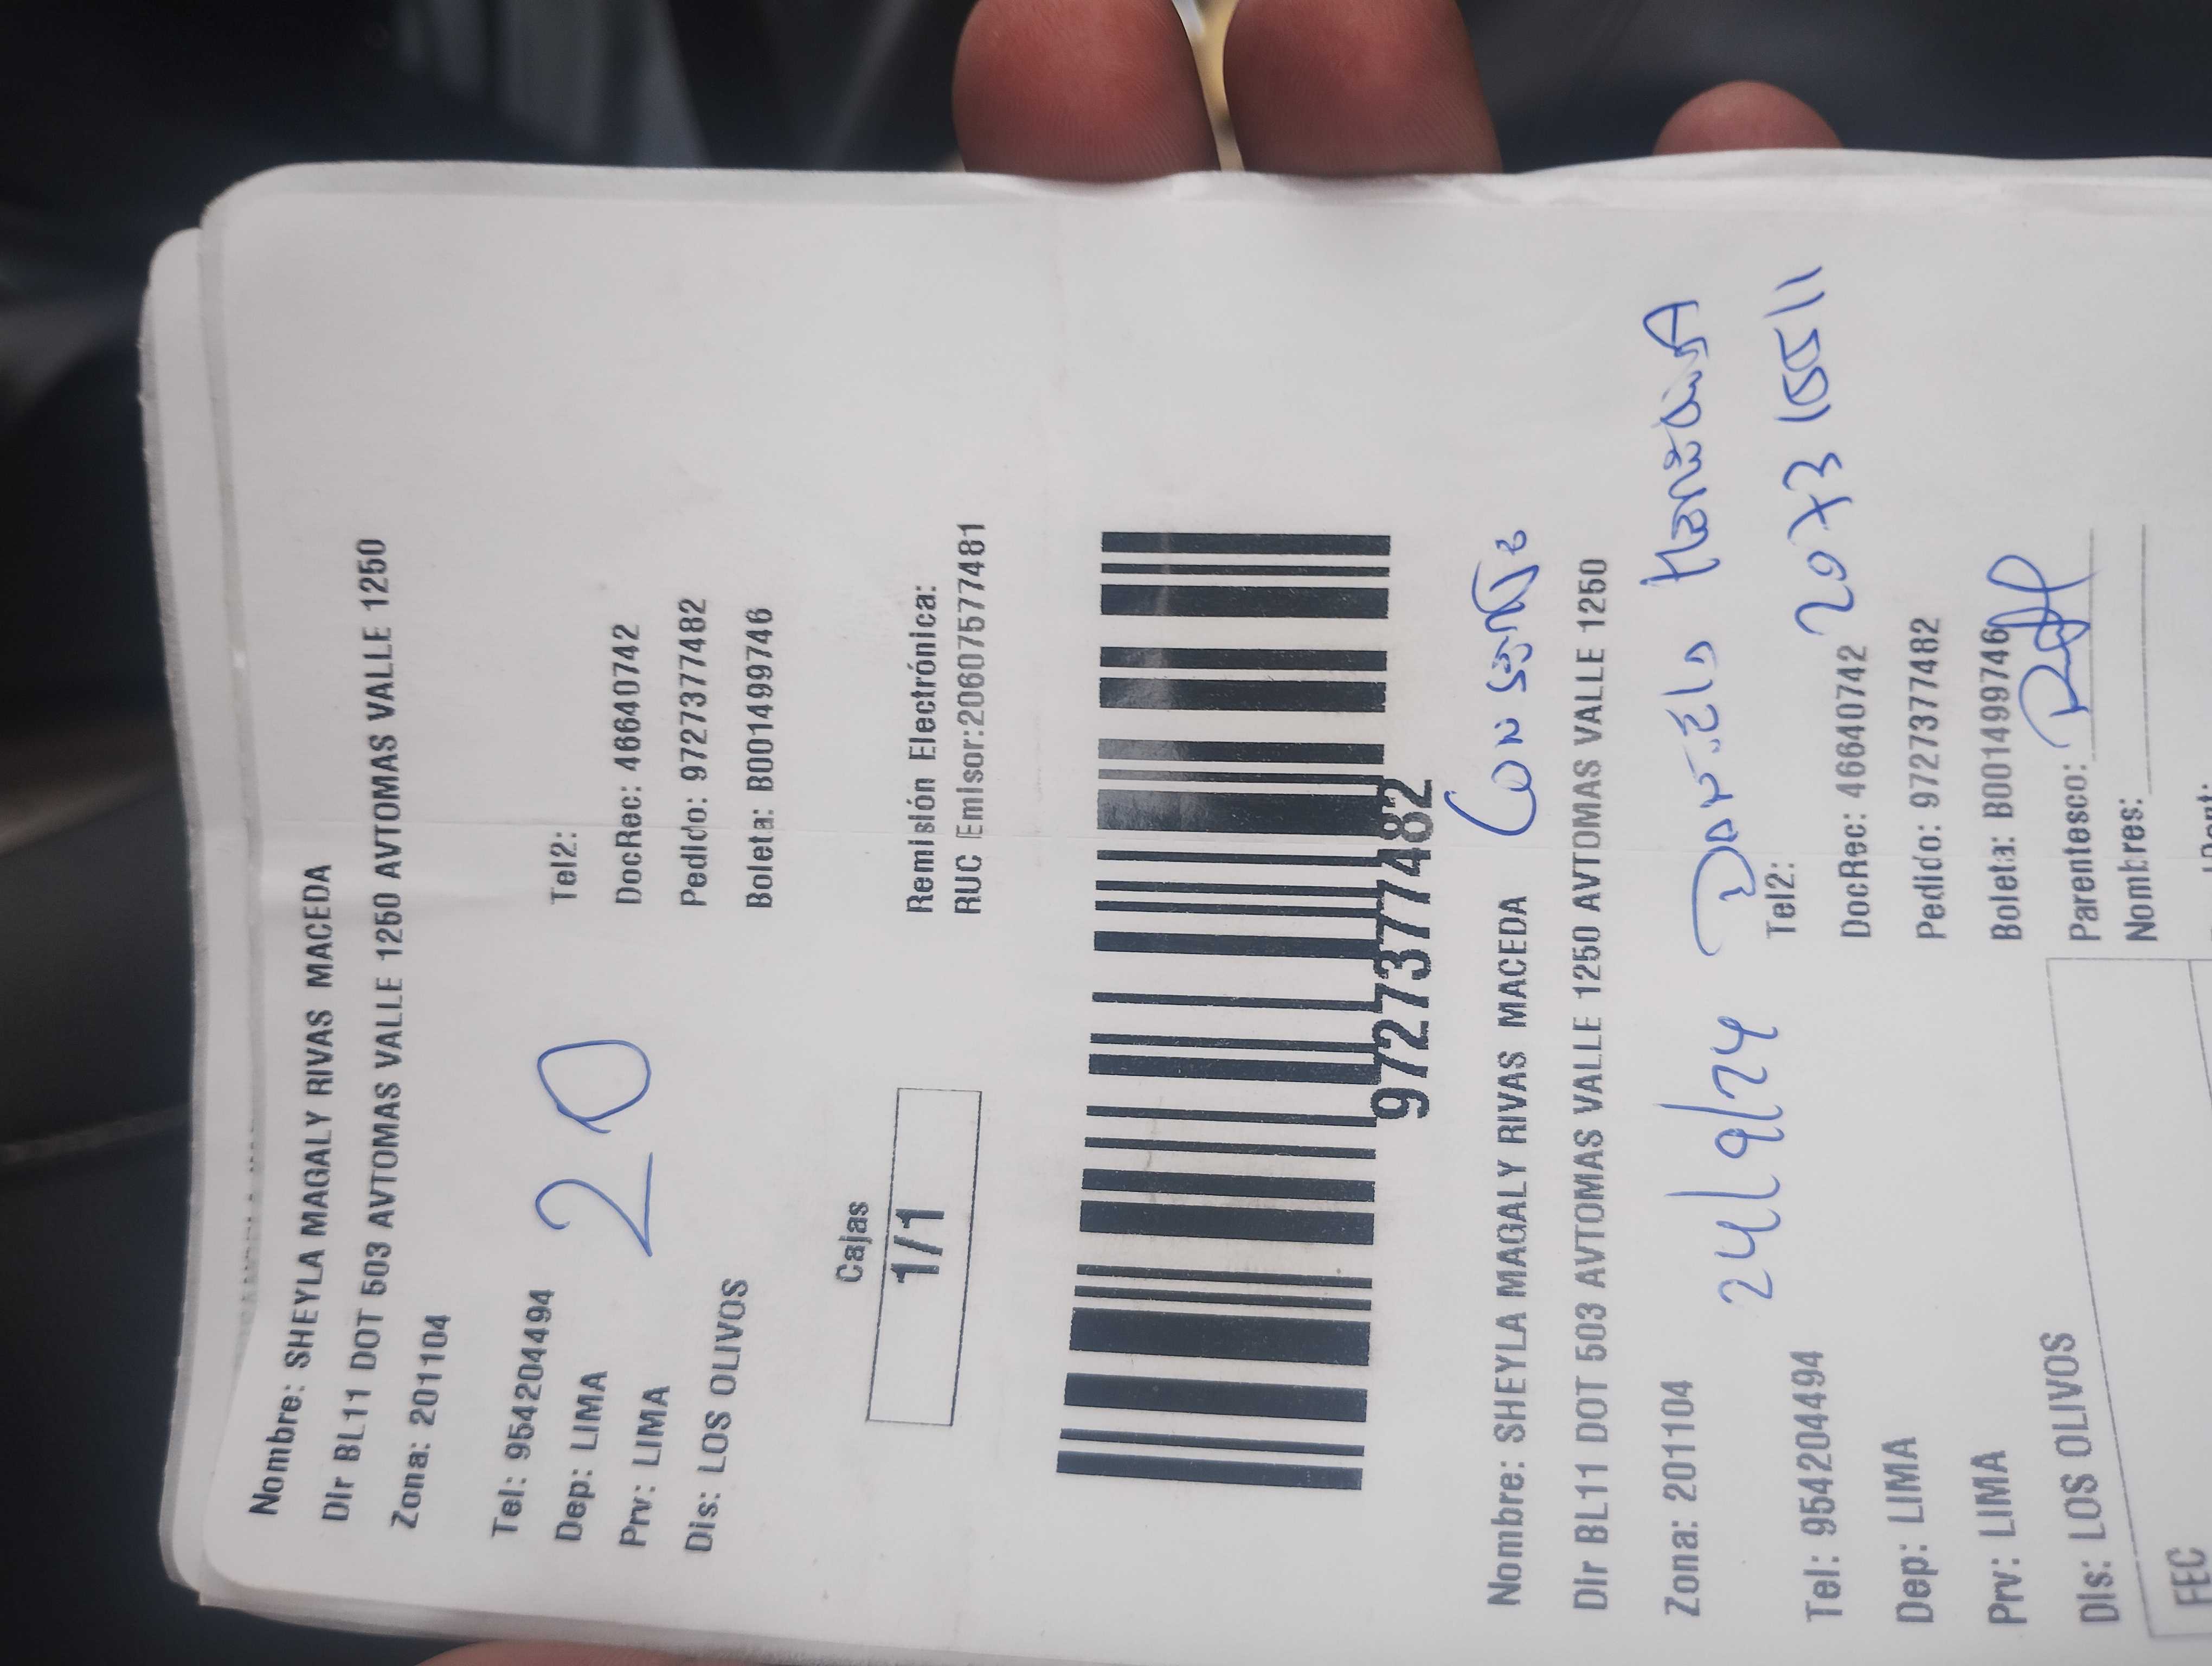 Nombre: SHEYLA MAGALY RIVAS MACEDA
DIr BL11 DOT 503 AVTOMAS VALLE 1250 AVTOMAS VALLE 1250
Zona: 201104
Tel: 954204494
Tel2:
Dep: LIMA
DocRec: 46640742
Prv: LIMA
Pedido: 9727377482
Dis: LOS OLIVOS
Boleta: B001499746
20
Cajas
1/1
Remisión Electrónica:
RUC Emisor:20607577481
9727377482
Nombre: SHEYLA MAGALY RIVAS MACEDA
DIr BL11 DOT 503 AVTOMAS VALLE 1250 AVTOMAS VALLE 1250
Zona: 201104
24/9/24 Daniela
Tel: 954204494
Tel2:
Dep: LIMA
DocRec: 46640742
Prv: LIMA
Pedido: 9727377482
Dis: LOS OLIVOS
Boleta: B001499746
Parentesco:
Nombres:
FEC